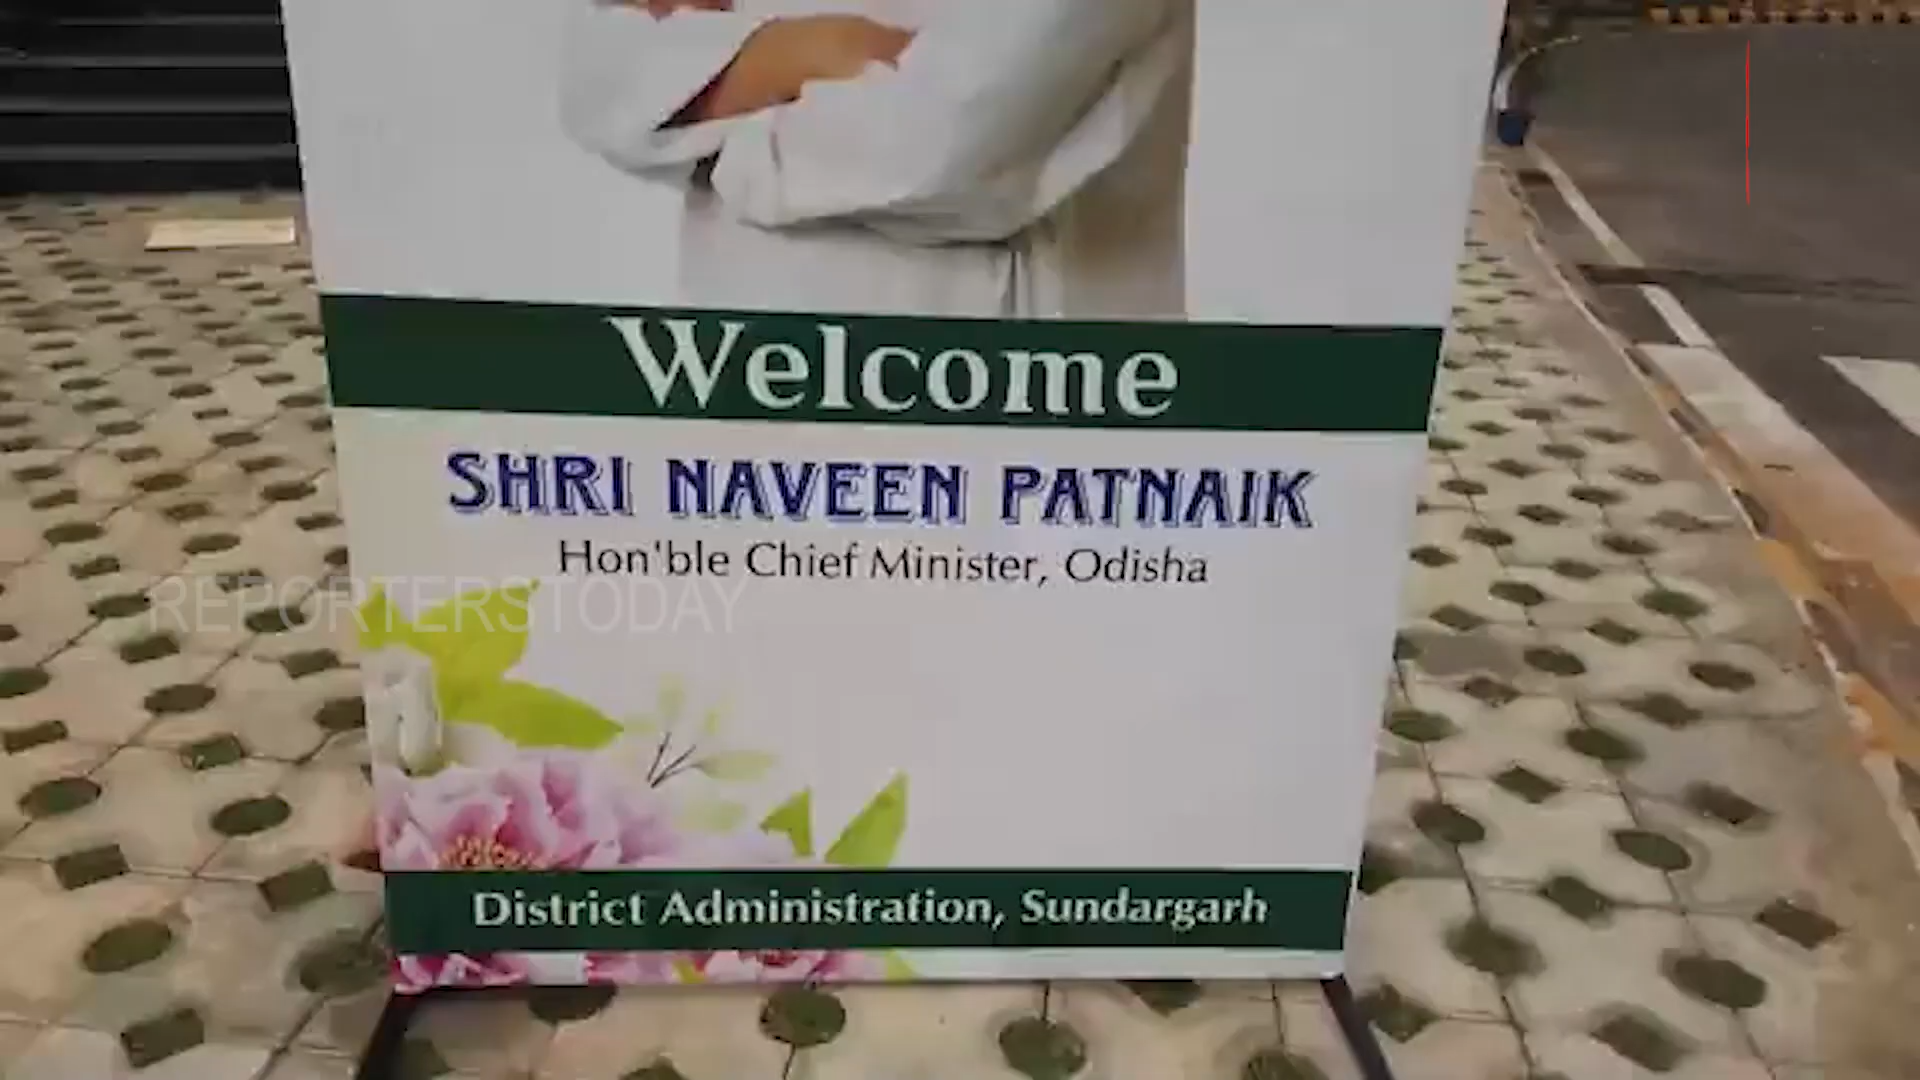 Welcome
SHRI NAVEEN PATNAIK
Hon'ble Chief Minister, Odisha
REPORTERSTODAY
District Administration, Sundargarh